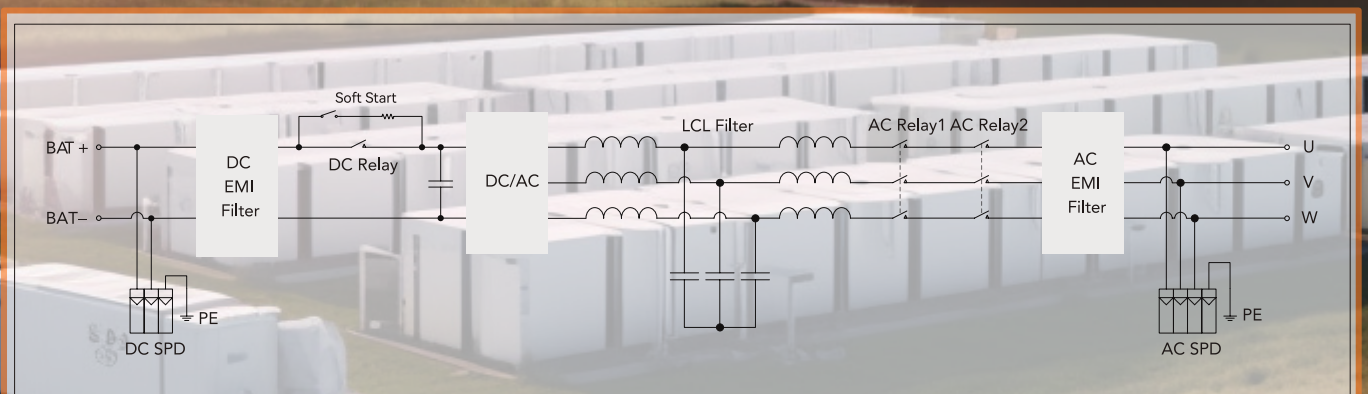 Soft Start
BAT +
DC Relay
DC
EMI
Filter
DC/AC
LCL Filter
AC Relay1 AC Relay2
AC
EMI
Filter
U
V
W
BAT–
PE
DC SPD
PE
AC SPD